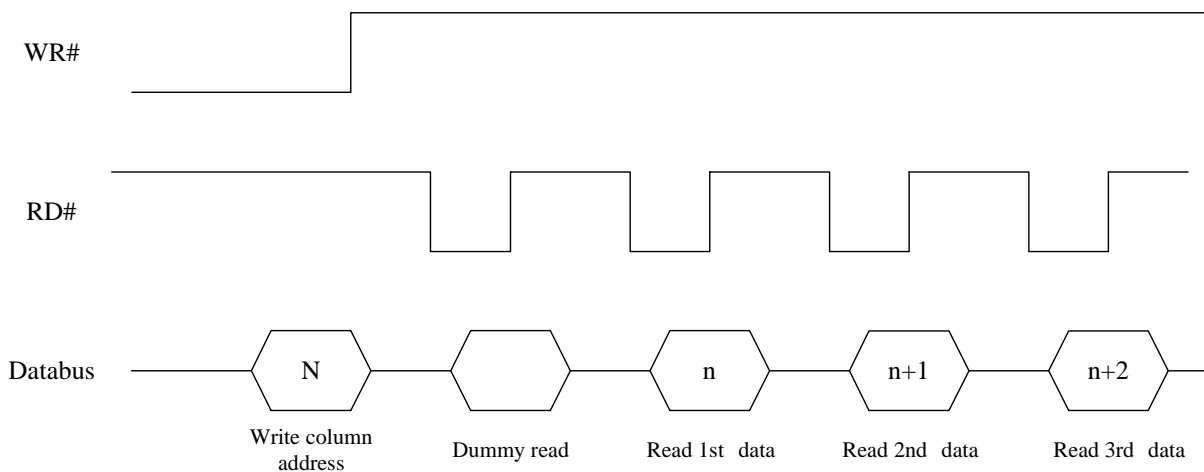 WR#
RD#
Databus
N
n
n+1
n+2
Write column
address
Dummy read
Read 1st data
Read 2nd data
Read 3rd data